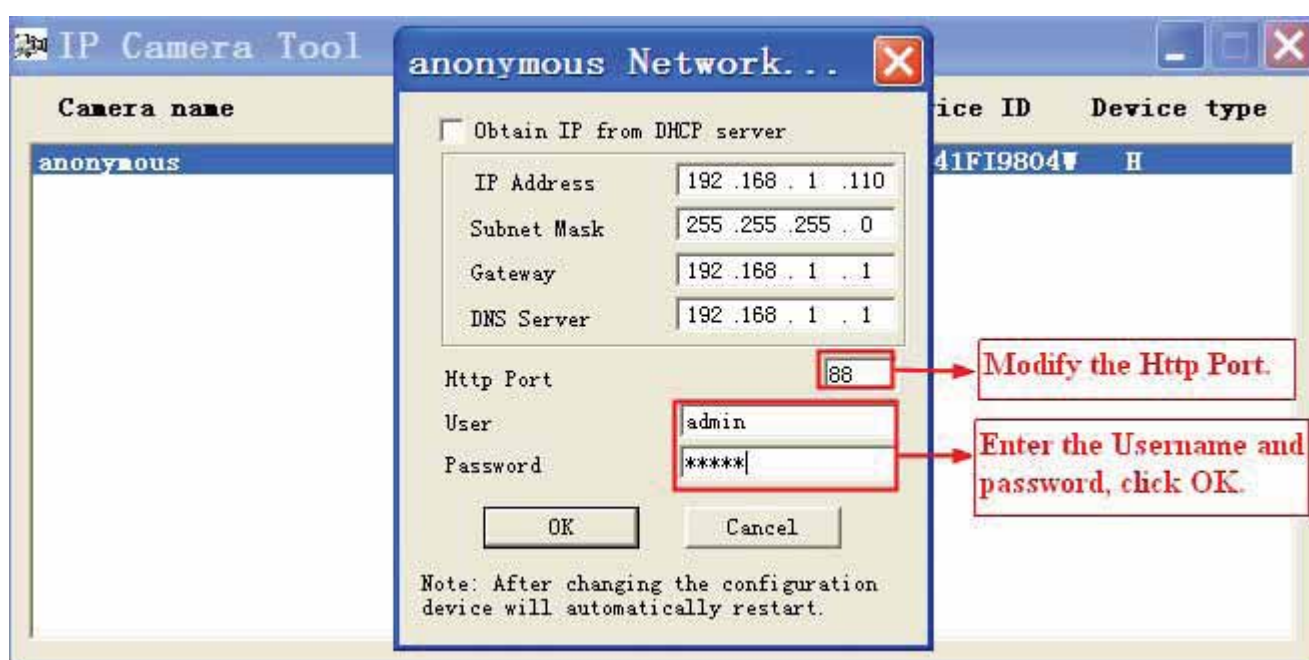 IP Camera Tool
anonymous Network...
Camera name
ice ID Device type
anonymous
41FI9804W H
Obtain IP from DHCP server
IP Address 192 .168 . 1 .110
Subnet Mask 255 .255 .255 . 0
Gateway 192 .168 . 1 . 1
DNS Server 192 .168 . 1 . 1
Http Port 88
Modify the Http Port.
User admin
Password *****
Enter the Username and
password, click OK.
OK Cancel
Note: After changing the configuration
device will automatically restart.